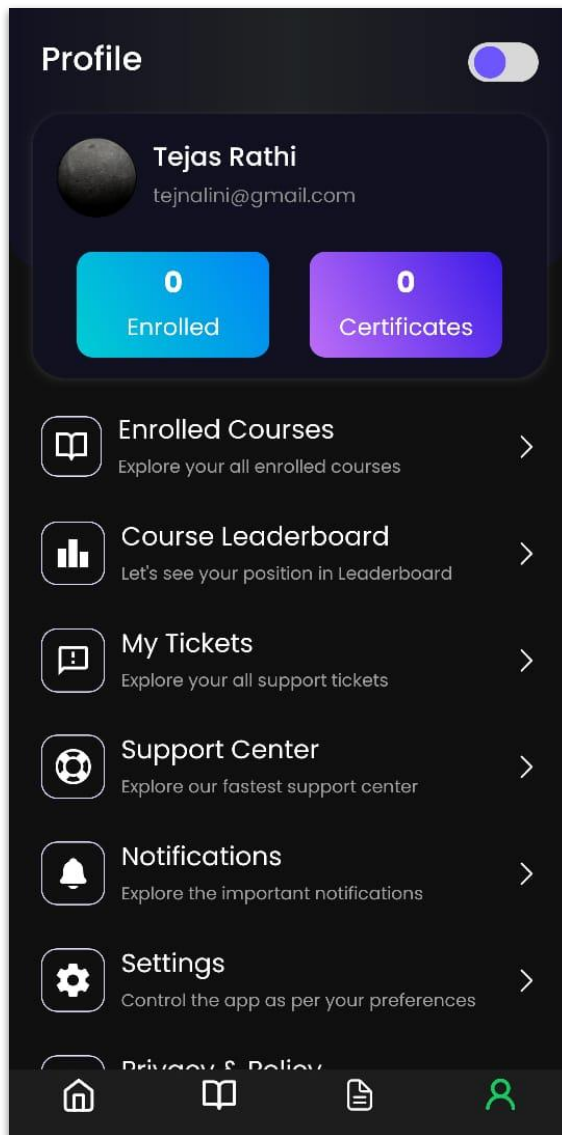 Profile
Tejas Rathi
tejnalini@gmail.com
0
Enrolled
0
Certificates
Enrolled Courses
Explore your all enrolled courses
Course Leaderboard
Let's see your position in Leaderboard
My Tickets
Explore your all support tickets
Support Center
Explore our fastest support center
Notifications
Explore the important notifications
Settings
Control the app as per your preferences
Privacy & Policy